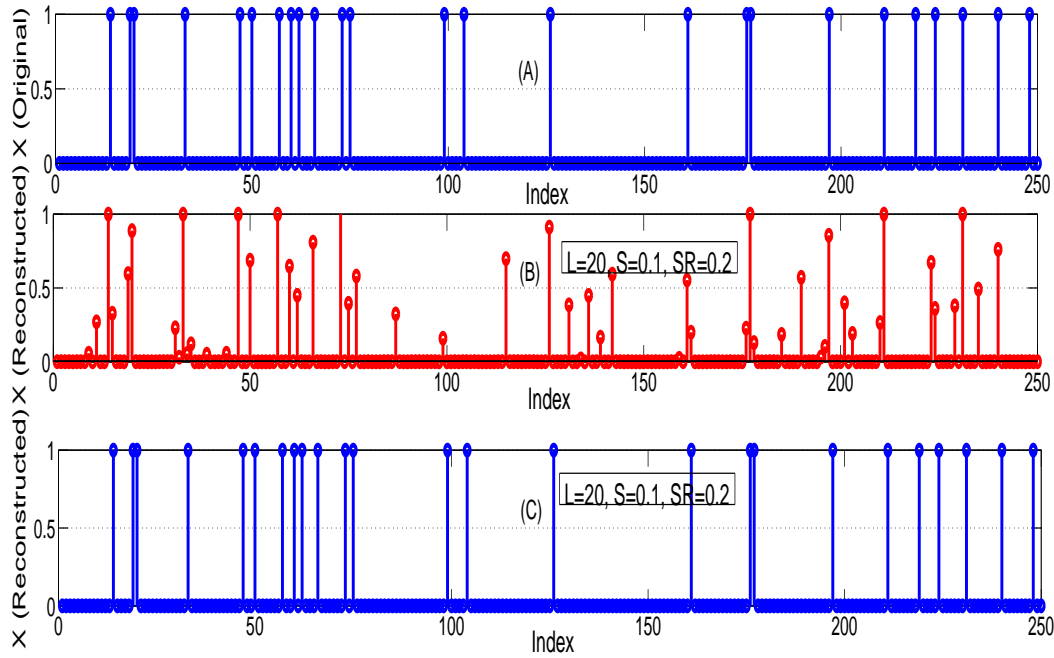 X (Original)
1
0.5
0
(A)
0 50 100 150 200 250
Index
X (Reconstructed)
1
0.5
0
L=20, S=0.1, SR=0.2
(B)
0 50 100 150 200 250
Index
X (Reconstructed)
1
0.5
0
L=20, S=0.1, SR=0.2
(C)
0 50 100 150 200 250
Index